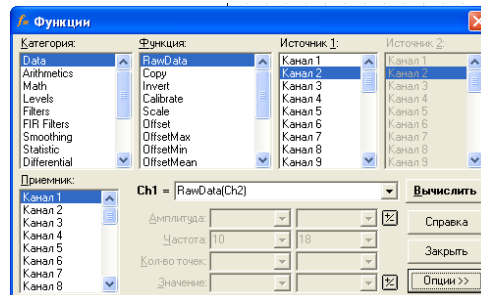 f= Функции
Категория: Функция: Источник 1: Источник 2:
Data RawData Канал 1 Канал 1
Arithmetics Copy Канал 2 Канал 2
Math Invert Канал 3 Канал 3
Levels Calibrate Канал 4 Канал 4
Filters Scale Канал 5 Канал 5
FIR Filters Offset Канал 6 Канал 6
Smoothing OffsetMax Канал 7 Канал 7
Statistic OffsetMin Канал 8 Канал 8
Differential OffsetMean Канал 9 Канал 9
Приемник:
Канал 1 Ch1 = RawData(Ch2) Вычислить
Канал 2
Канал 3 Амплитуда: Справка
Канал 4
Канал 5 Частота: 10 18
Канал 6 Кол-во точек: Закрыть
Канал 7
Канал 8 Значение: Опции >>